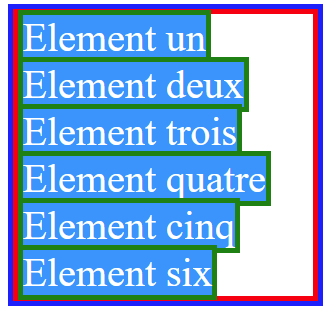 Element un
Element deux
Element trois
Element quatre
Element cinq
Element six